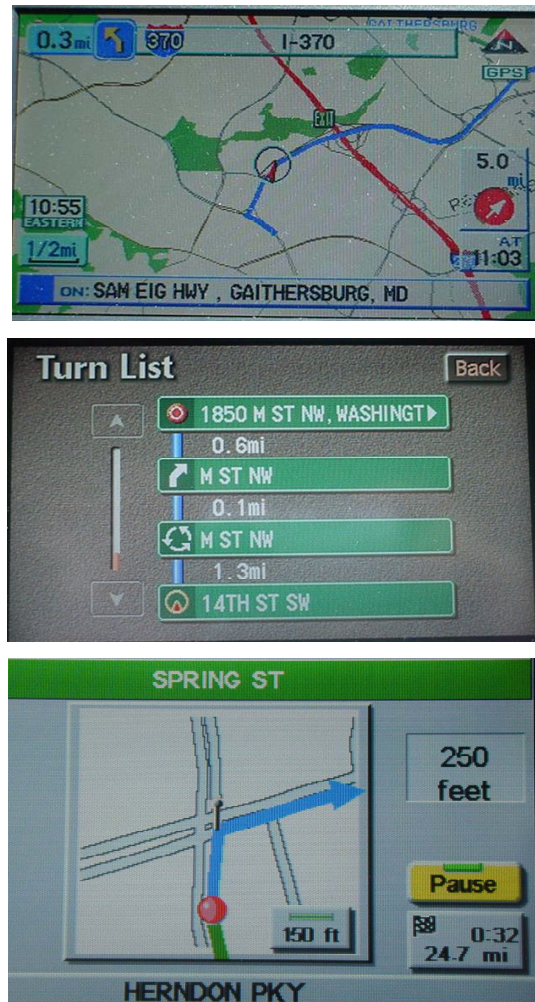 GAITHERSBURG
0.3mi
370
I-370
N
GPS
EXIT
5.0
mi
10:55
EASTERN
1/2mi
AT
11:03
ON: SAM EIG HWY , GAITHERSBURG, MD
Turn List
Back
1850 M ST NW, WASHINGT
0.6mi
M ST NW
0.1mi
M ST NW
1.3mi
14TH ST SW
SPRING ST
250
feet
Pause
150 ft
0:32
24.7 mi
HERNDON PKY